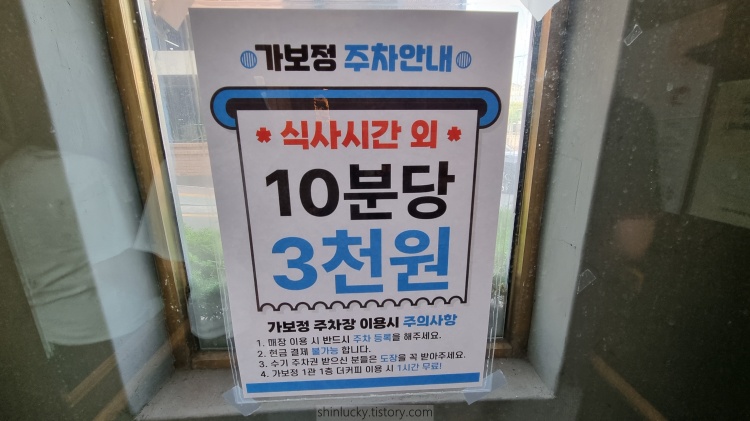 가보정 주차안내
* 식사시간 외 *
10분당
3천원
가보정 주차장 이용시 주의사항
1. 매장 이용 시 반드시 주차 등록을 해주세요.
2. 현금 결제 불가능 합니다.
3. 수기 주차권 받으신 분들은 도장을 꼭 받아주세요.
4. 가보정 1관 1층 더커피 이용 시 1시간 무료!
shinlucky.tistory.com